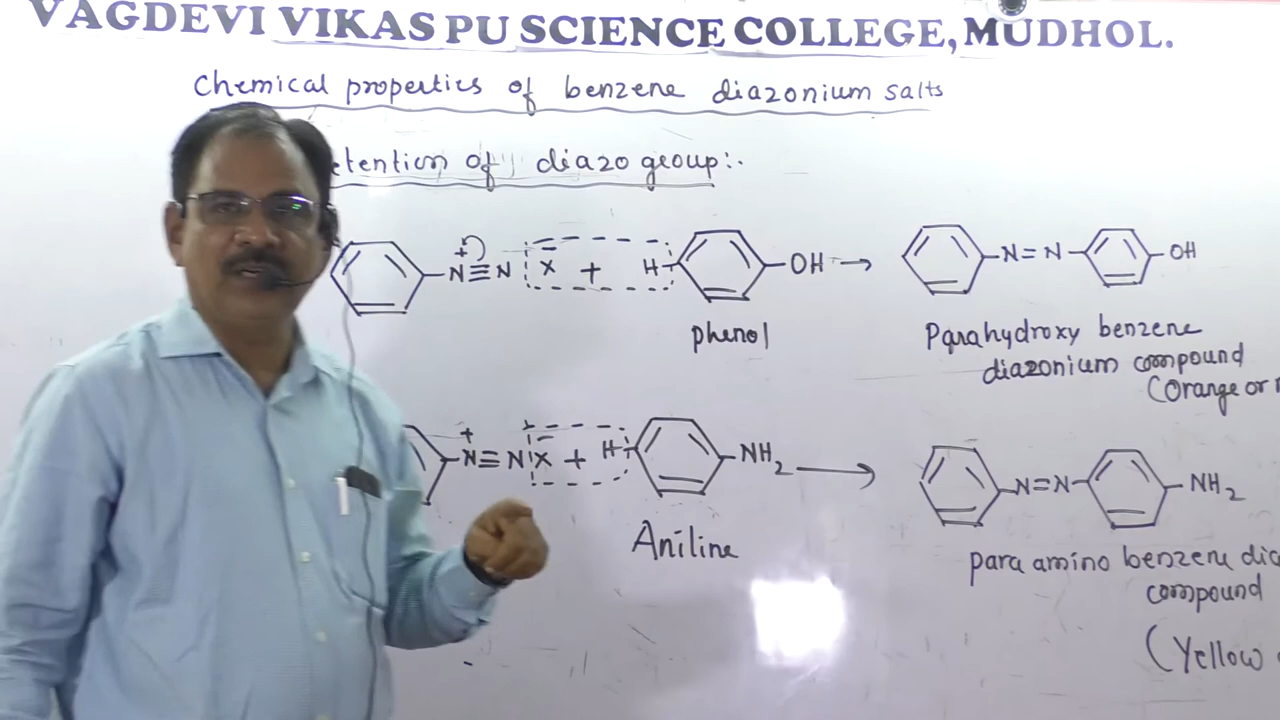 VAGDEVI VIKAS PU SCIENCE COLLEGE, MUDHOL.
Chemical properties of benzene diazonium salts
etention of diazo group:.
N≡N X + H OH → N=N OH
+ -
phenol
Parahydroxy benzene
diazonium compound
(Orange or
N≡N X + H NH2 → N=N NH2
+ -
Aniline
para amino benzene dia
compound
(Yellow